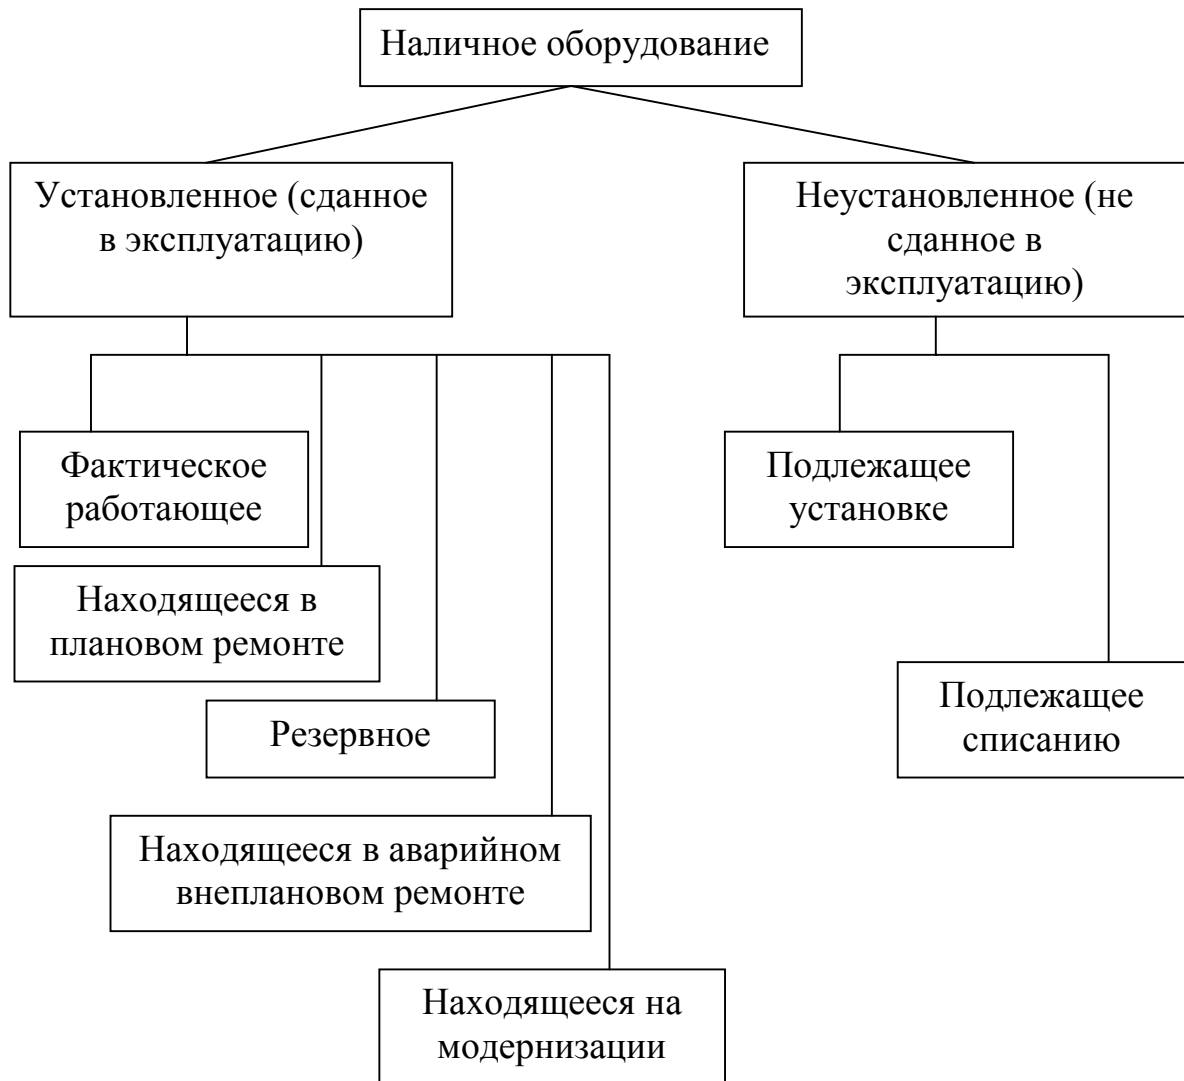 Наличное оборудование
Установленное (сданное
в эксплуатацию)
Неустановленное (не
сданное в
эксплуатацию)
Фактическое
работающее
Подлежащее
установке
Находящееся в
плановом ремонте
Подлежащее
списанию
Резервное
Находящееся в аварийном
внеплановом ремонте
Находящееся на
модернизации